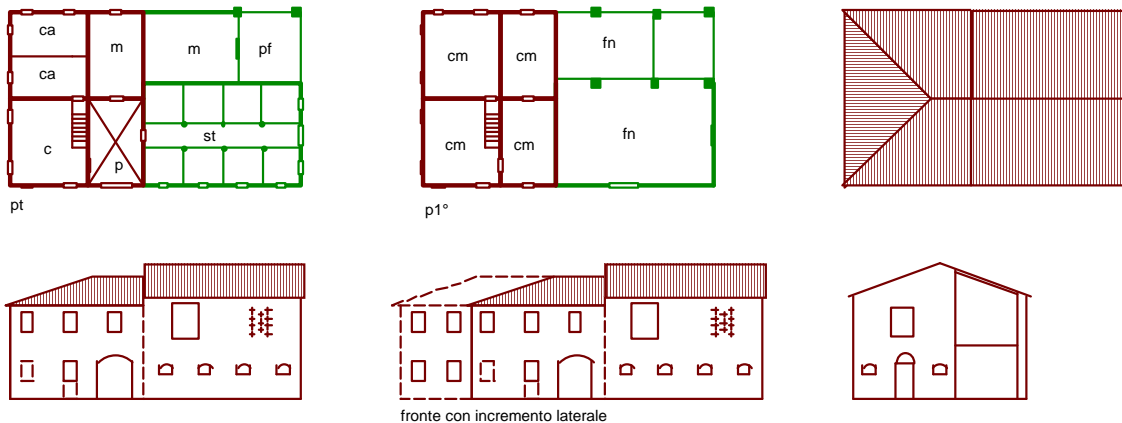 ca
m
m
pf
ca
c
p
st
pt
cm
cm
fn
cm
cm
fn
p1°
fronte con incremento laterale